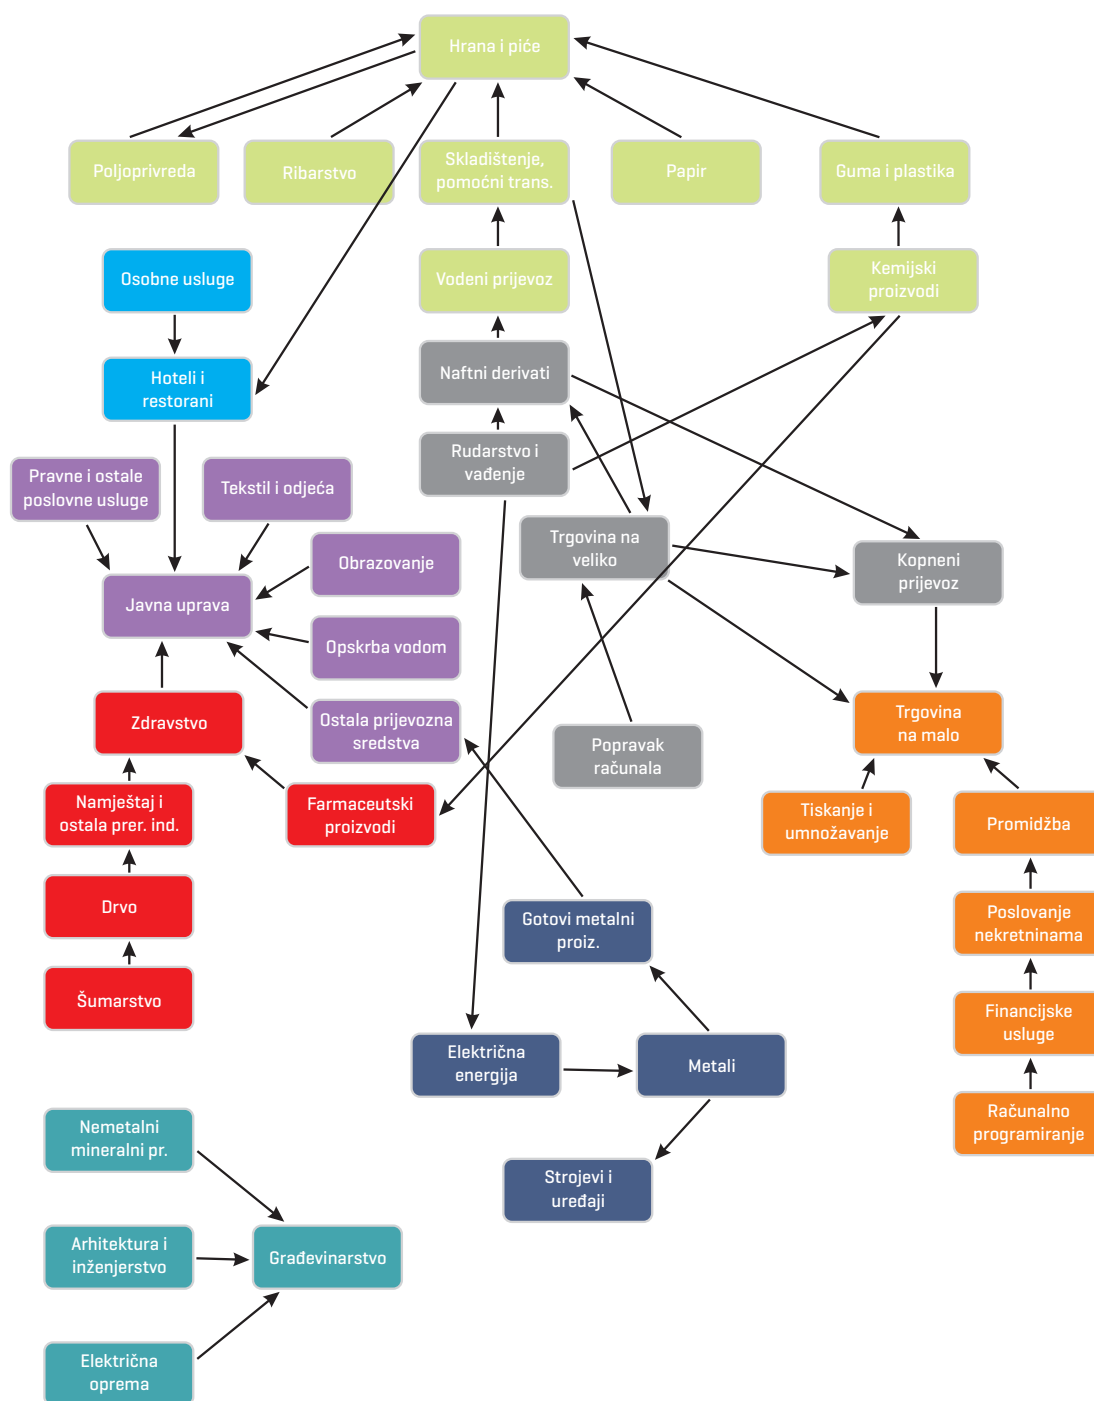 Hrana i piće
Poljoprivreda
Ribarstvo
Skladištenje,
pomoćni trans.
Papir
Guma i plastika
Osobne usluge
Vodeni prijevoz
Kemijski
proizvodi
Hoteli i
restorani
Naftni derivati
Rudarstvo i
vađenje
Pravne i ostale
poslovne usluge
Tekstil i odjeća
Trgovina na
veliko
Obrazovanje
Kopneni
prijevoz
Javna uprava
Opskrba vodom
Zdravstvo
Ostala prijevozna
sredstva
Trgovina
na malo
Popravak
računala
Namještaj i
ostala prer. ind.
Farmaceutski
proizvodi
Tiskanje i
umnožavanje
Promidžba
Drvo
Gotovi metalni
proiz.
Poslovanje
nekretninama
Šumarstvo
Financijske
usluge
Električna
energija
Metali
Računalno
programiranje
Nemetalni
mineralni pr.
Strojevi i
uređaji
Arhitektura i
inženjerstvo
Građevinarstvo
Električna
oprema